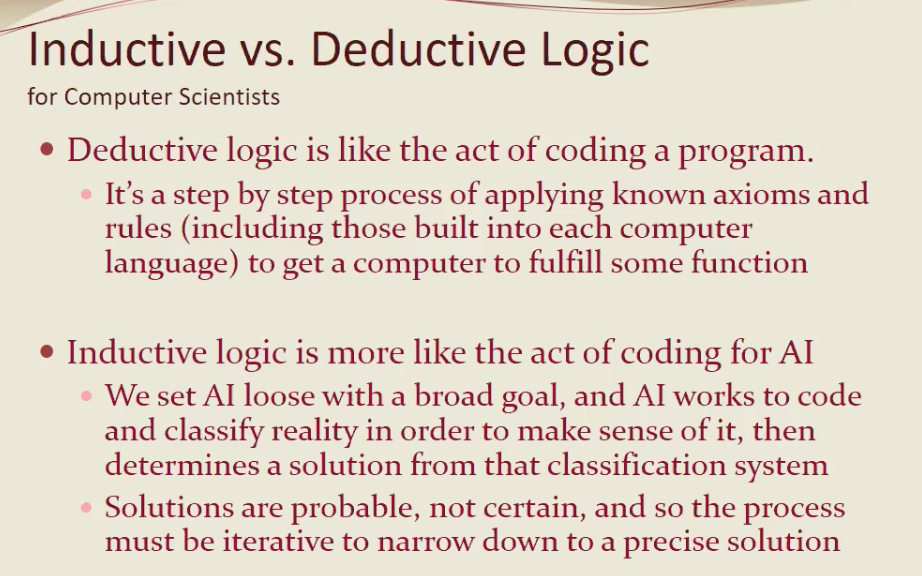 Inductive vs. Deductive Logic
for Computer Scientists
• Deductive logic is like the act of coding a program.
• It’s a step by step process of applying known axioms and
rules (including those built into each computer
language) to get a computer to fulfill some function
• Inductive logic is more like the act of coding for AI
• We set AI loose with a broad goal, and AI works to code
and classify reality in order to make sense of it, then
determines a solution from that classification system
• Solutions are probable, not certain, and so the process
must be iterative to narrow down to a precise solution